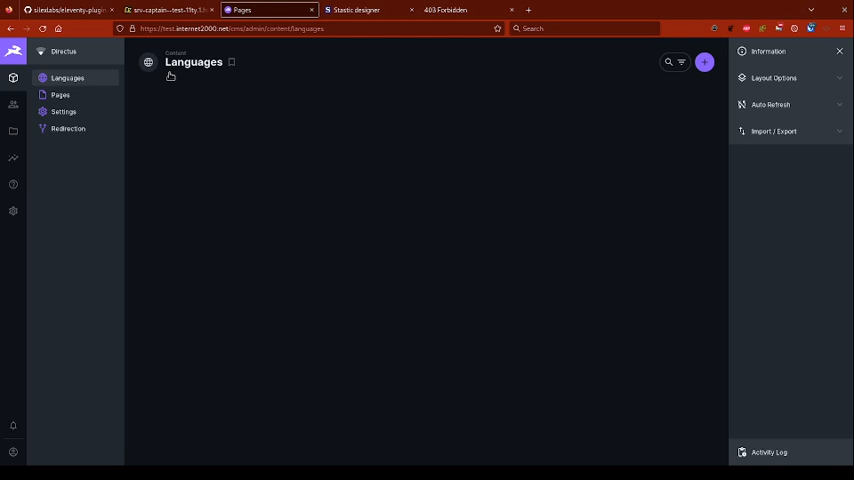 silexlabs/eleventy-plugin
srv-captain--test-11ty.1.h
Pages
Stastic designer
403 Forbidden
https://test.internet2000.net/cms/admin/content/languages
Search
Directus
Languages
Pages
Settings
Redirection
Content
Languages
Information
Layout Options
Auto Refresh
Import / Export
Activity Log